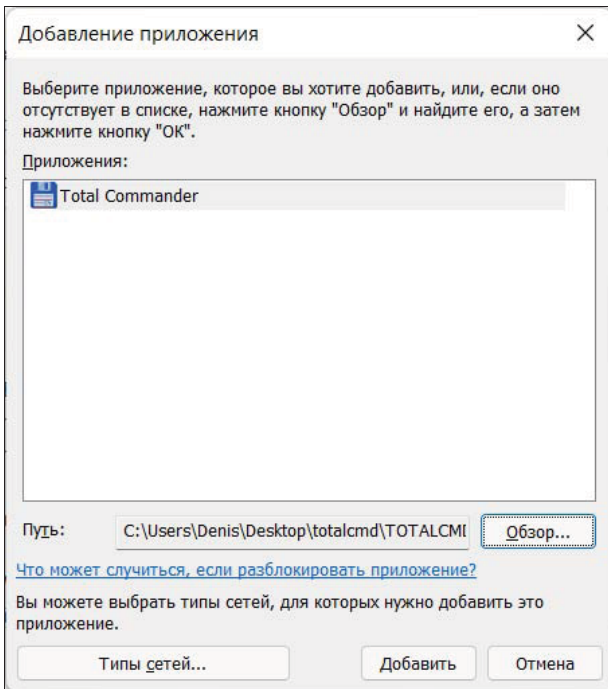 Добавление приложения
Выберите приложение, которое вы хотите добавить, или, если оно
отсутствует в списке, нажмите кнопку "Обзор" и найдите его, а затем
нажмите кнопку "ОК".
Приложения:
Total Commander
Путь: C:\Users\Denis\Desktop\totalcmd\TOTALCMI Обзор...
Что может случиться, если разблокировать приложение?
Вы можете выбрать типы сетей, для которых нужно добавить это
приложение.
Типы сетей... Добавить Отмена